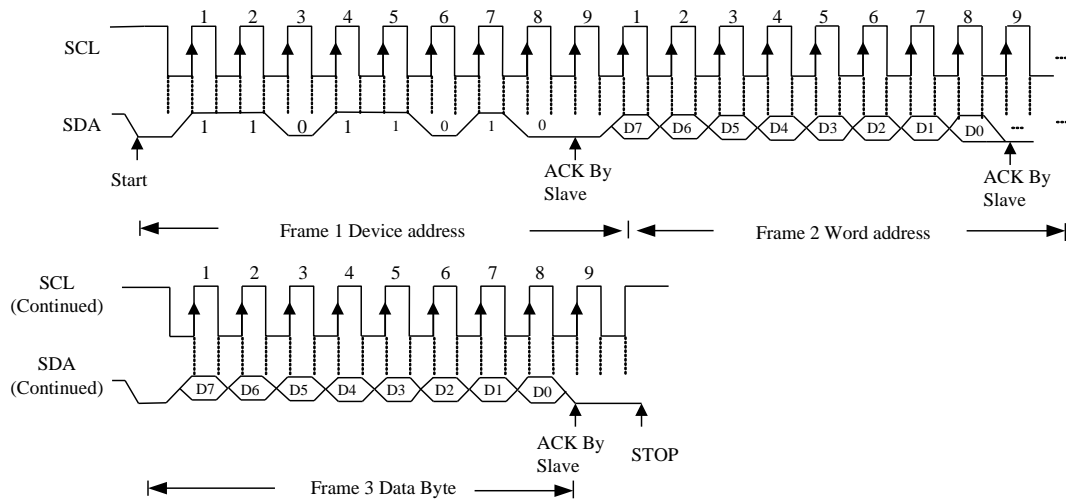 1 2 3 4 5 6 7 8 9 1 2 3 4 5 6 7 8 9
SCL
SDA
1 1 0 1 1 0 1 0 D7 D6 D5 D4 D3 D2 D1 D0
Start
ACK By
Slave
ACK By
Slave
Frame 1 Device address
Frame 2 Word address
1 2 3 4 5 6 7 8 9
SCL
(Continued)
SDA
(Continued)
D7 D6 D5 D4 D3 D2 D1 D0
ACK By
Slave
STOP
Frame 3 Data Byte